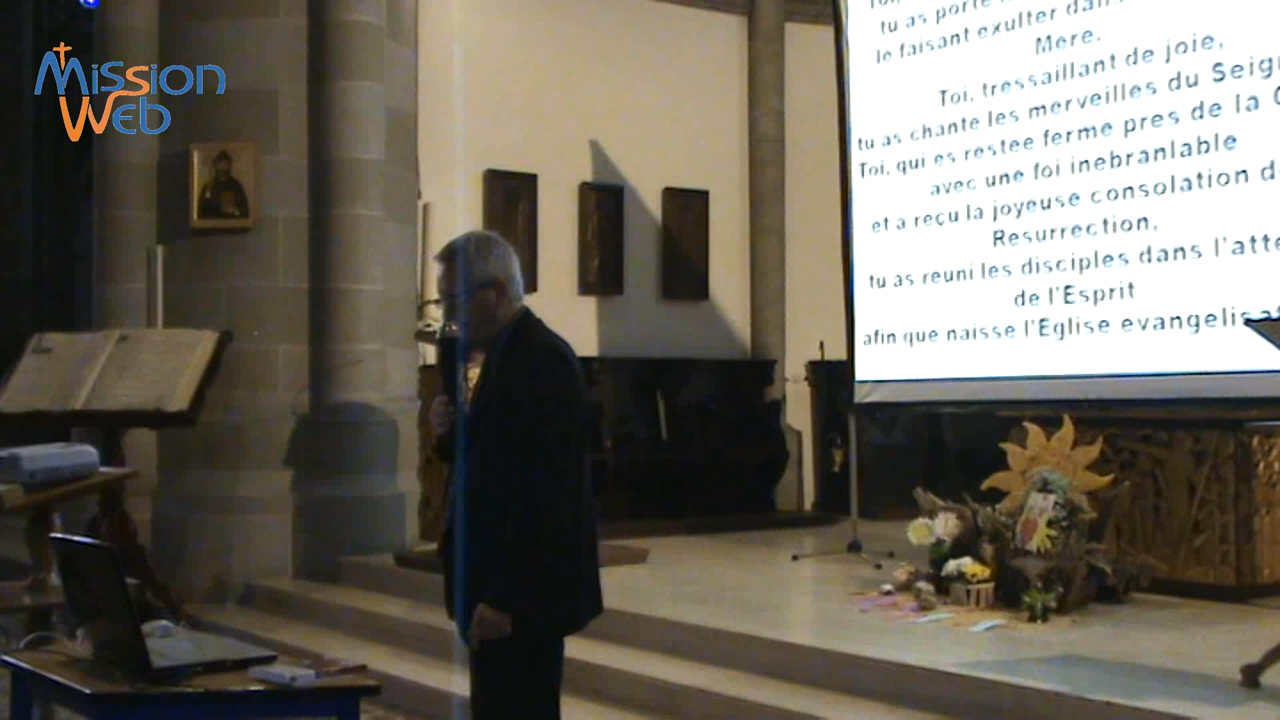 Mission
Web
tu as porté
le faisant exulter dans
Mere.
Toi, tressaillant de joie,
tu as chante les merveilles du Seig
Toi, qui es restee ferme pres de la C
avec une foi inebranlable
et a reçu la joyeuse consolation d
Resurrection,
tu as reuni les disciples dans l'atte
de l'Esprit
afin que naisse l'Eglise evangelis